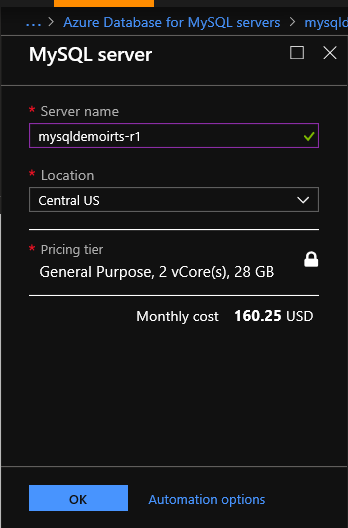 ... > Azure Database for MySQL servers > mysqld
MySQL server
* Server name
mysqldemoirts-r1
* Location
Central US
* Pricing tier
General Purpose, 2 vCore(s), 28 GB
Monthly cost 160.25 USD
OK Automation options